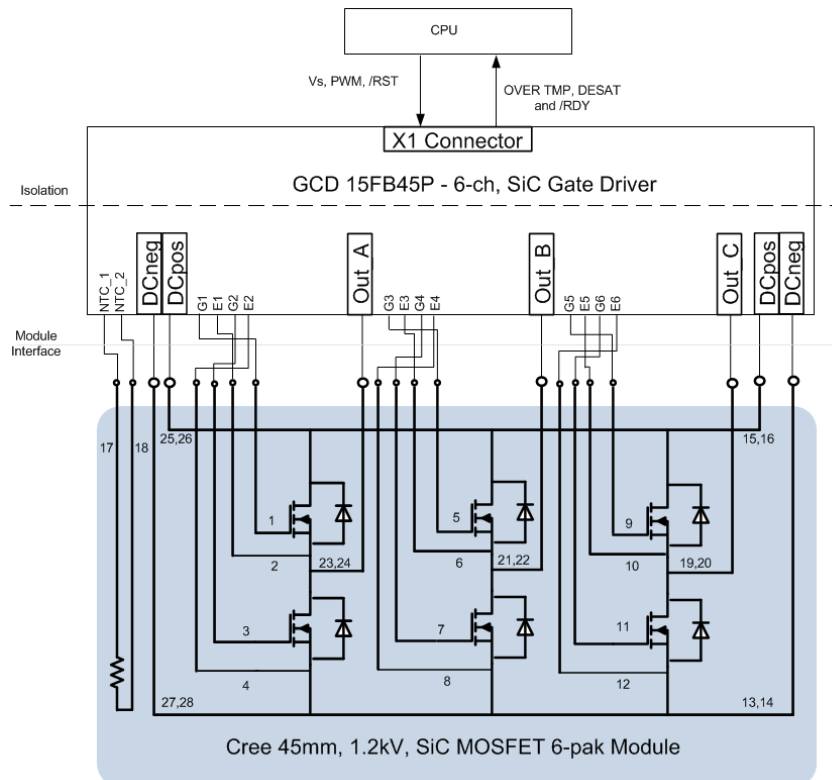 CPU
Vs, PWM, /RST
OVER TMP, DESAT
and /RDY
X1 Connector
GCD 15FB45P - 6-ch, SiC Gate Driver
Isolation
NTC_1
NTC_2
DCneg
DCpos
G1
E1
G2
E2
Out A
G3
E3
G4
E4
Out B
G5
E5
G6
E6
Out C
DCpos
DCneg
Module
Interface
17
18
25,26
15,16
1
5
9
2
23,24
6
21,22
10
19,20
3
7
11
4
8
12
27,28
13,14
Cree 45mm, 1.2kV, SiC MOSFET 6-pak Module